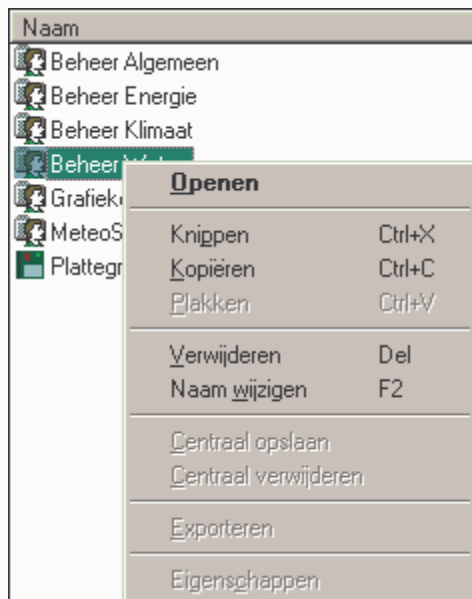 Naam
Beheer Algemeen
Beheer Energie
Beheer Klimaat
Beheer
Openen
Knippen Ctrl+X
Kopiëren Ctrl+C
Plakken Ctrl+V
Verwijderen Del
Naam wijzigen F2
Centraal opslaan
Centraal verwijderen
Exporteren
Eigenschappen